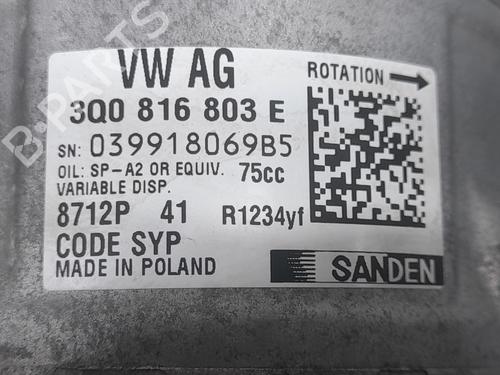 VW AG
ROTATION
3Q0 816 803 E
SN: 039918069B5
OIL: SP-A2 OR EQUIV. 75cc
VARIABLE DISP.
8712P 41 R1234yf
CODE SYP
MADE IN POLAND
SANDEN
B-PARTS